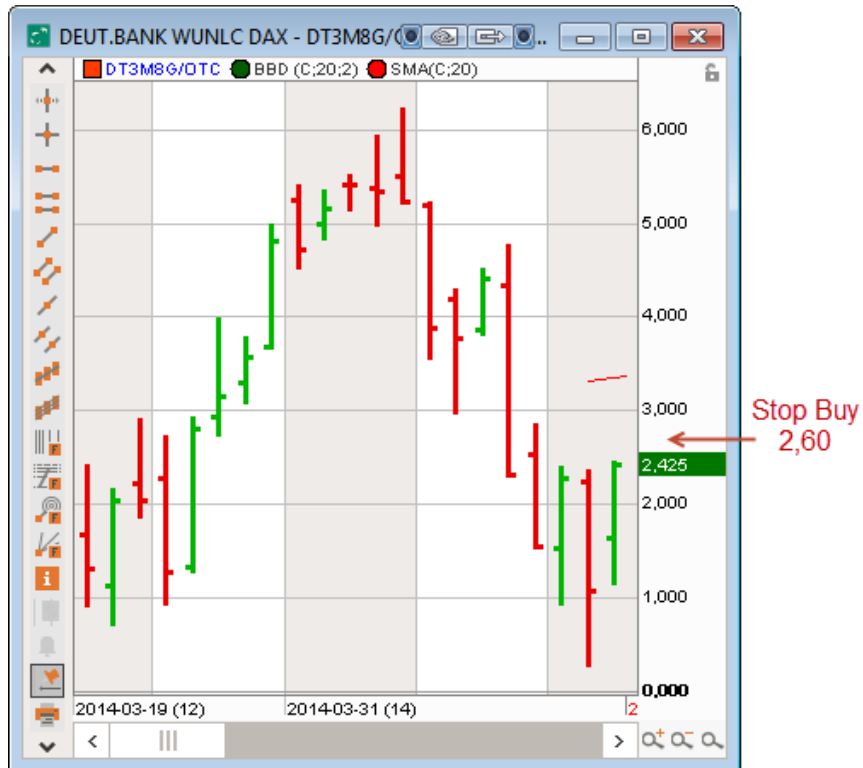 DEUT.BANK WUNLC DAX - DT3M8G/O ..
DT3M8G/OTC BBD (C;20;2) SMA(C;20)
6,000
5,000
4,000
3,000
Stop Buy
2,60
2,425
2,000
1,000
0,000
2014-03-19 (12) 2014-03-31 (14) 2